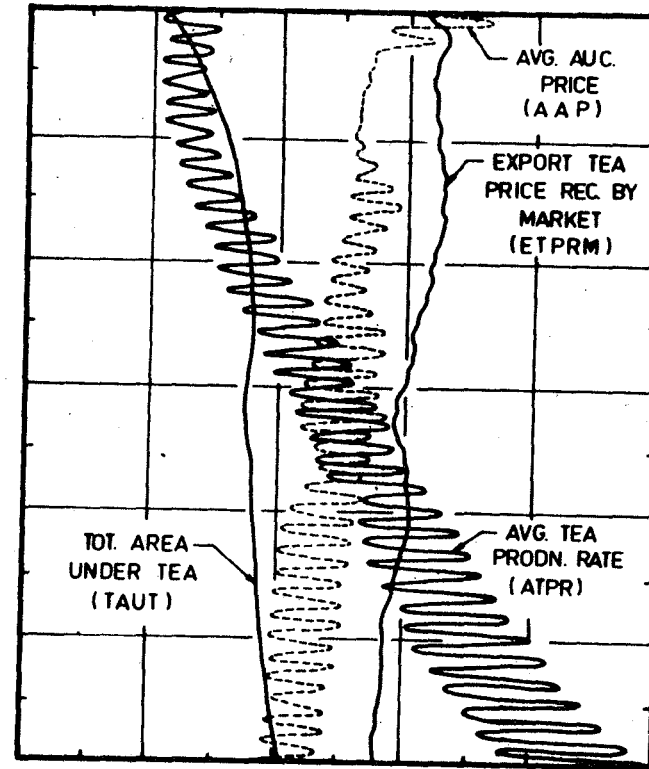 AVG. AUC.
PRICE
(AAP)
EXPORT TEA
PRICE REC. BY
MARKET
(ETPRM)
TOT. AREA
UNDER TEA
(TAUT)
AVG. TEA
PRODN. RATE
(ATPR)